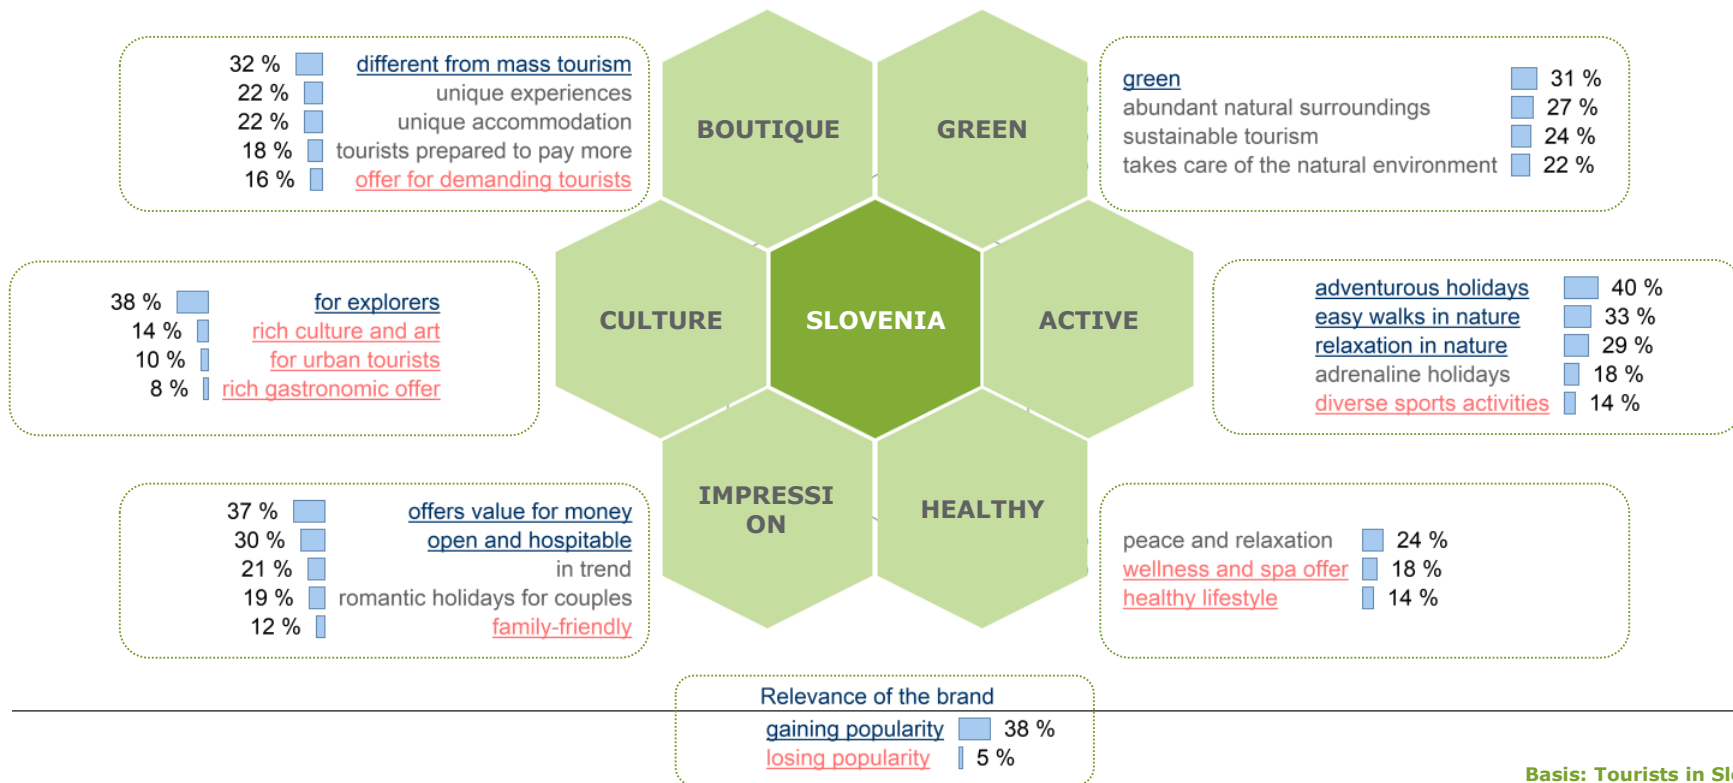 32 % different from mass tourism
22 % unique experiences
22 % unique accommodation
18 % tourists prepared to pay more
16 % offer for demanding tourists
BOUTIQUE
GREEN
green 31 %
abundant natural surroundings 27 %
sustainable tourism 24 %
takes care of the natural environment 22 %
38 % for explorers
14 % rich culture and art
10 % for urban tourists
8 % rich gastronomic offer
CULTURE
SLOVENIA
ACTIVE
adventurous holidays 40 %
easy walks in nature 33 %
relaxation in nature 29 %
adrenaline holidays 18 %
diverse sports activities 14 %
37 % offers value for money
30 % open and hospitable
21 % in trend
19 % romantic holidays for couples
12 % family-friendly
IMPRESSI
ON
HEALTHY
peace and relaxation 24 %
wellness and spa offer 18 %
healthy lifestyle 14 %
Relevance of the brand
gaining popularity 38 %
losing popularity 5 %
Basis: Tourists in